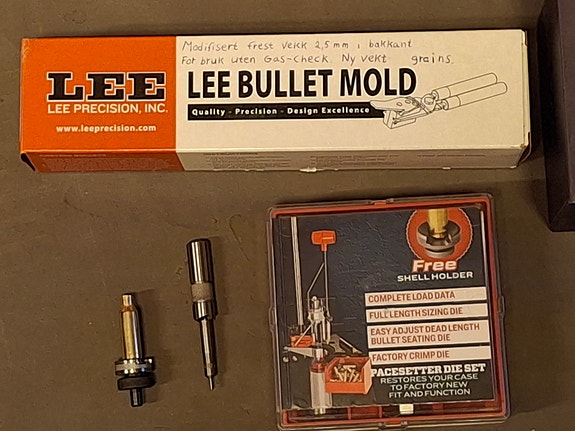 Modifisert frest vekk 2,5 mm i bakkant
For bruk uten Gas-Check. Ny vekt grains.
LEE
LEE PRECISION, INC.
www.leeprecision.com
LEE BULLET MOLD
Quality - Precision - Design Excellence
Free
SHELL HOLDER
COMPLETE LOAD DATA
FULL LENGTH SIZING DIE
EASY ADJUST DEAD LENGTH
BULLET SEATING DIE
FACTORY CRIMP DIE
PACESETTER DIE SET
RESTORES YOUR CASE
TO FACTORY NEW
FIT AND FUNCTION